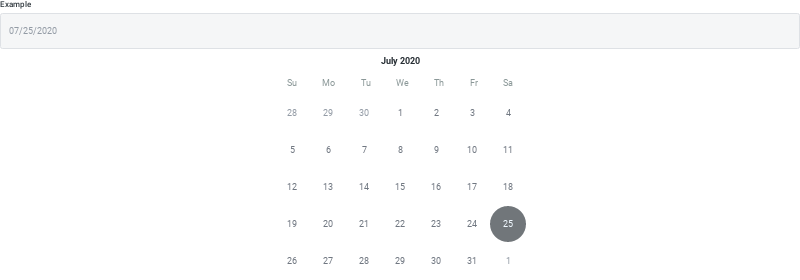 Example
07/25/2020
July 2020
Su Mo Tu We Th Fr Sa
28 29 30 1 2 3 4
5 6 7 8 9 10 11
12 13 14 15 16 17 18
19 20 21 22 23 24 25
26 27 28 29 30 31 1